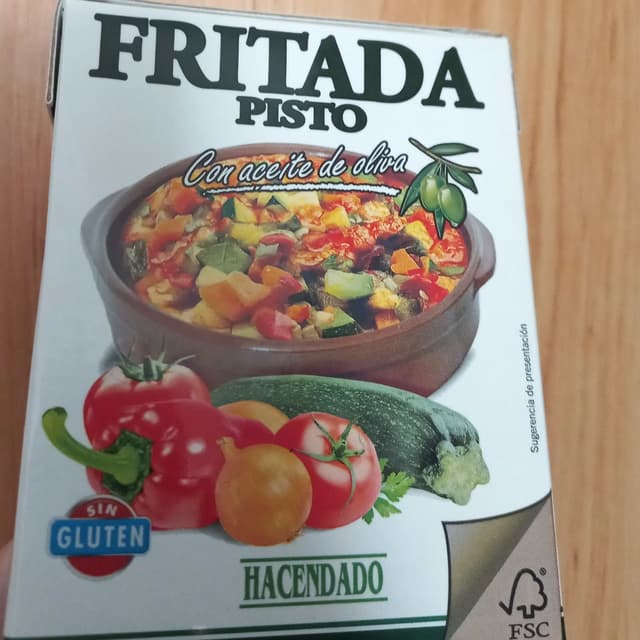 FRITADA
PISTO
Con aceite de oliva
Sugerencia de presentación
SIN
GLUTEN
HACENDADO
®
FSC